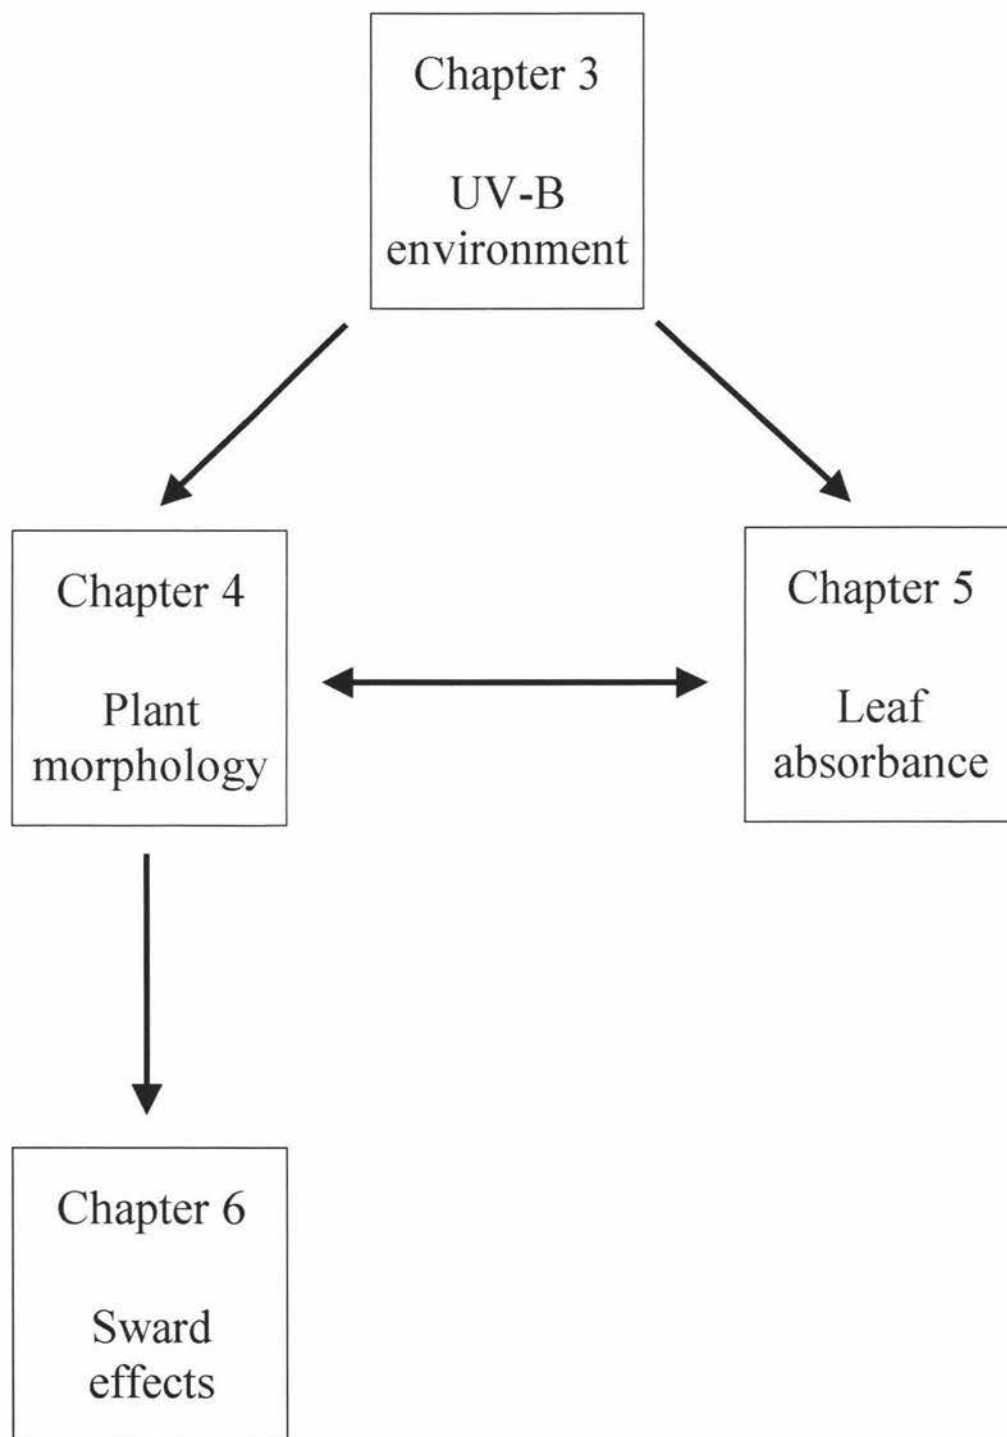 Chapter 3
UV-B
environment
Chapter 4
Plant
morphology
Chapter 5
Leaf
absorbance
Chapter 6
Sward
effects